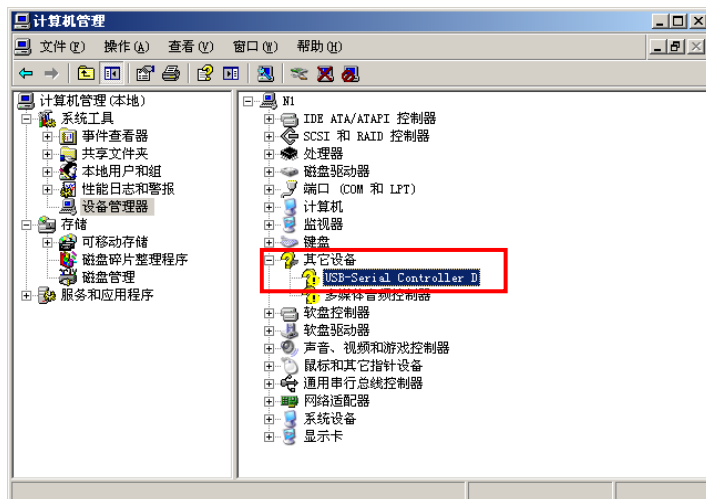 计算机管理
文件(F) 操作(A) 查看(V) 窗口(W) 帮助(H)
计算机管理(本地)
系统工具
事件查看器
共享文件夹
本地用户和组
性能日志和警报
设备管理器
存储
可移动存储
磁盘碎片整理程序
磁盘管理
服务和应用程序
N1
IDE ATA/ATAPI 控制器
SCSI 和 RAID 控制器
处理器
磁盘驱动器
端口 (COM 和 LPT)
计算机
监视器
键盘
其它设备
USB-Serial Controller D
多媒体音频控制器
软盘控制器
软盘驱动器
声音、视频和游戏控制器
鼠标和其它指针设备
通用串行总线控制器
网络适配器
系统设备
显示卡